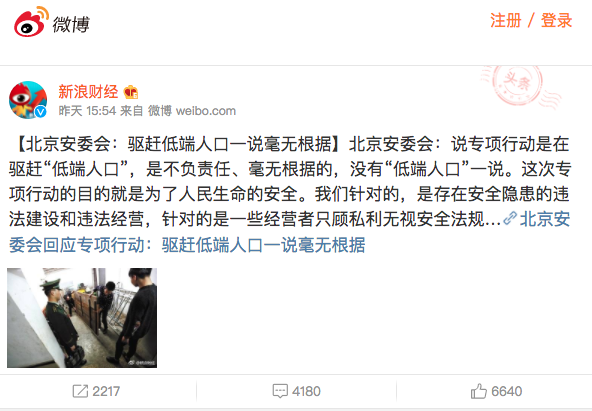 微博
注册 / 登录
头条
新浪财经
昨天 15:54 来自 微博 weibo.com
【北京安委会：驱赶低端人口一说毫无根据】北京安委会：说专项行动是在
驱赶“低端人口”，是不负责任、毫无根据的，没有“低端人口”一说。这次专
项行动的目的就是为了人民生命的安全。我们针对的，是存在安全隐患的违
法建设和违法经营，针对的是一些经营者只顾私利无视安全法规...北京安
委会回应专项行动：驱赶低端人口一说毫无根据
2217
4180
6640